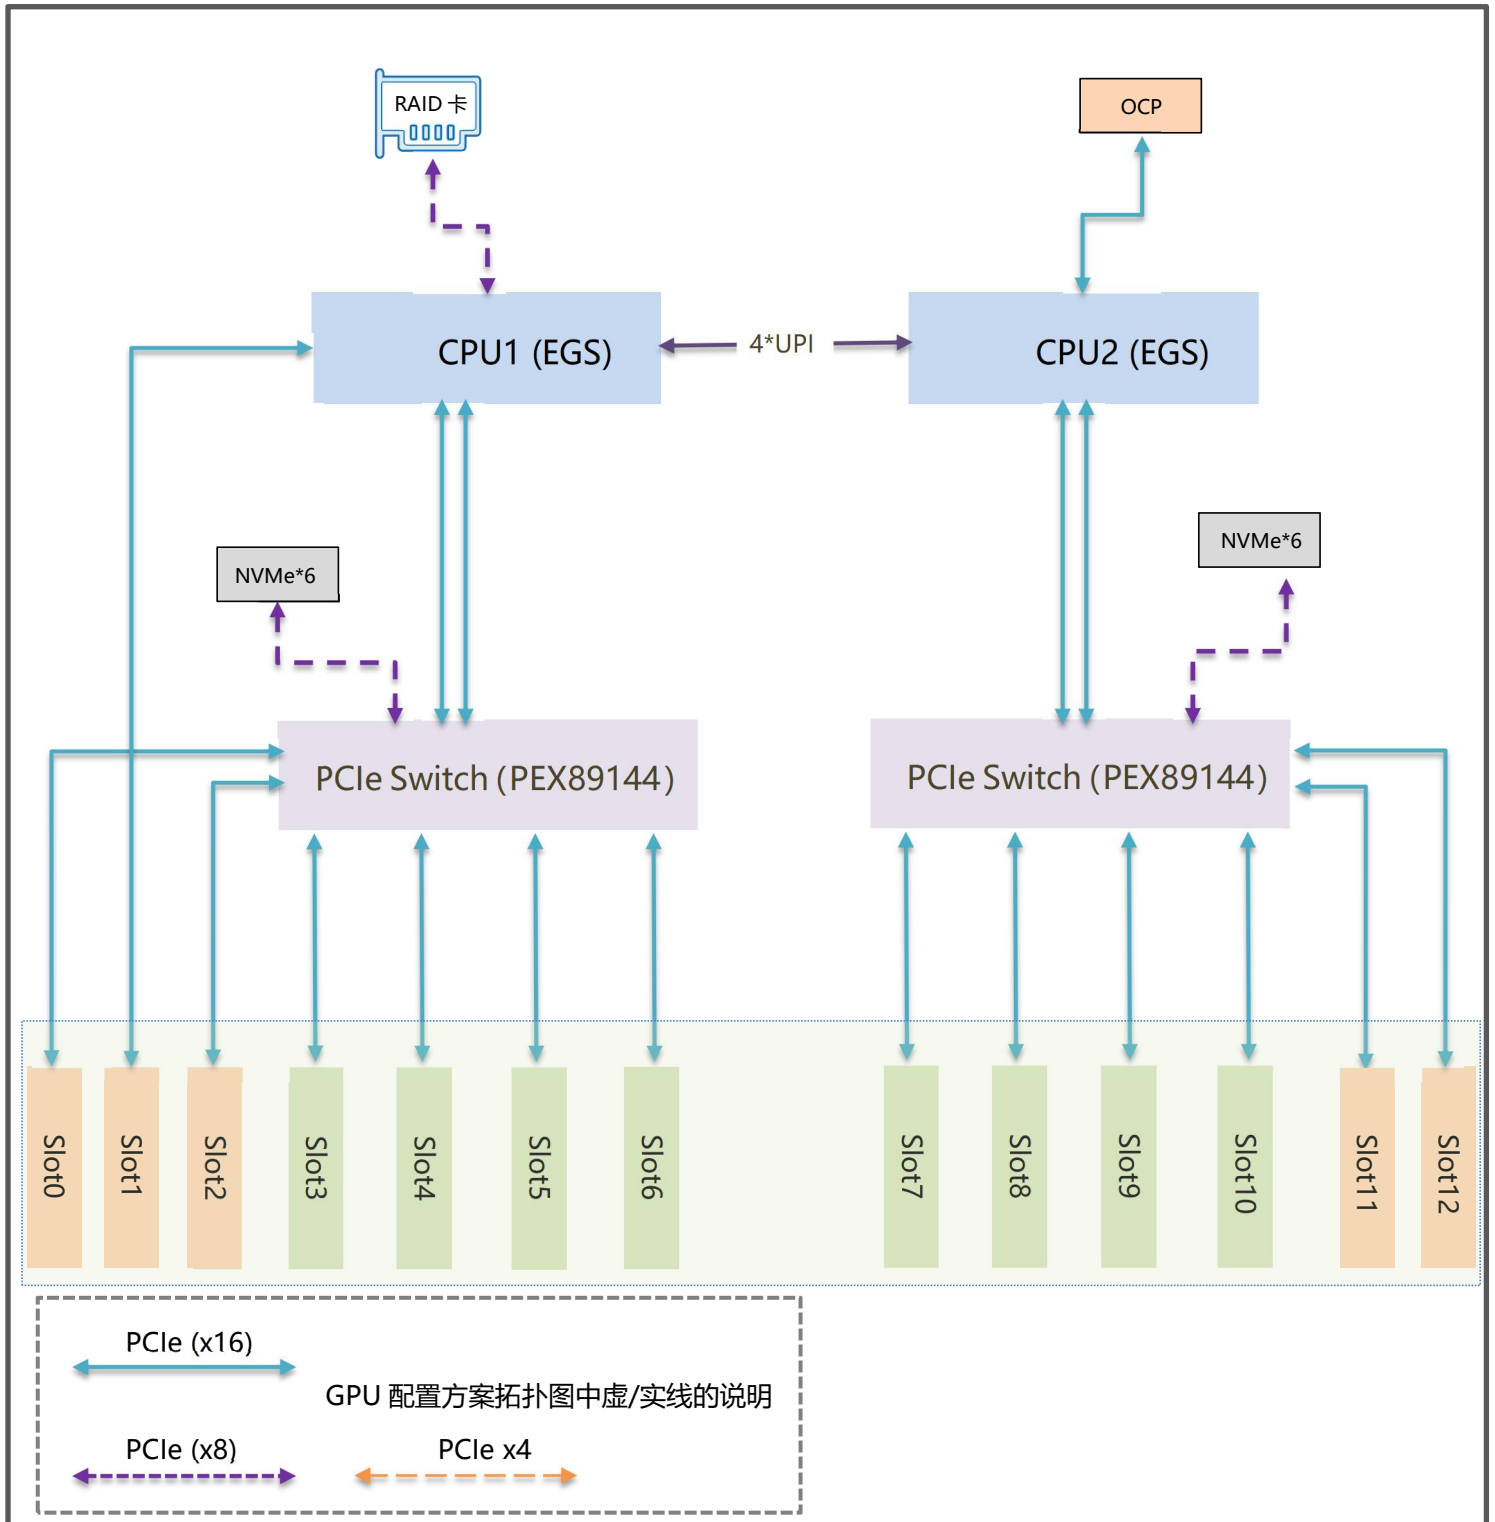 RAID 卡
OCP
CPU1 (EGS)
4*UPI
CPU2 (EGS)
NVMe*6
NVMe*6
PCIe Switch (PEX89144)
PCIe Switch (PEX89144)
Slot0
Slot1
Slot2
Slot3
Slot4
Slot5
Slot6
Slot7
Slot8
Slot9
Slot10
Slot11
Slot12
PCIe (x16)
GPU 配置方案拓扑图中虚/实线的说明
PCIe (x8)
PCIe x4